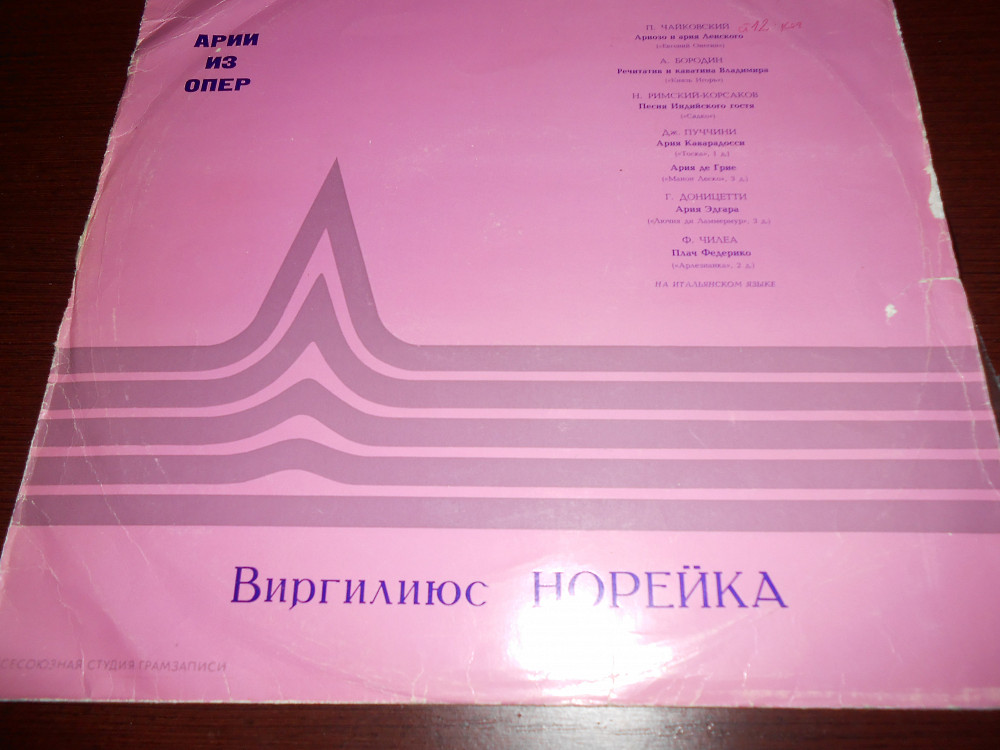 АРИИ
ИЗ
ОПЕР
П. ЧАЙКОВСКИЙ
Ариозо и ария Ленского
(«Евгений Онегин»)
А. БОРОДИН
Речитатив и каватина Владимира
(«Князь Игорь»)
Н. РИМСКИЙ-КОРСАКОВ
Песня Индийского гостя
(«Садко»)
Дж. ПУЧЧИНИ
Ария Каварадосси
(«Тоска», 1 д.)
Ария де Грие
(«Манон Леско», 3 д.)
Г. ДОНИЦЕТТИ
Ария Эдгара
(«Лючия ди Ламмермур», 3 д.)
Ф. ЧИЛЕА
Плач Федерико
(«Арлезианка», 2 д.)
НА ИТАЛЬЯНСКОМ ЯЗЫКЕ
Виргилиюс НОРЕЙКА
СЕСОЮЗНАЯ СТУДИЯ ГРАМЗАПИСИ